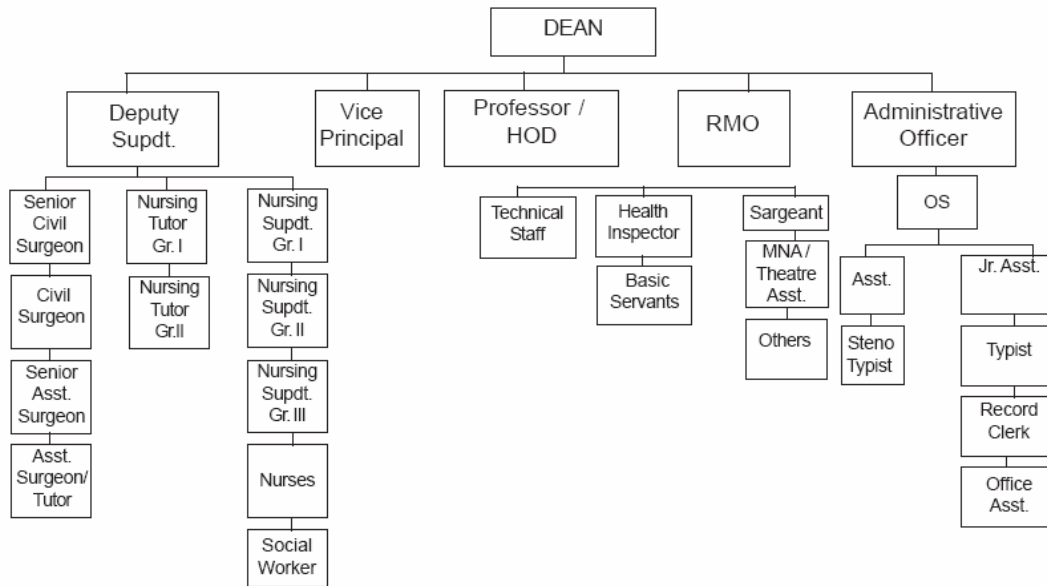 DEAN
Deputy
Supdt.
Vice
Principal
Professor /
HOD
RMO
Administrative
Officer
Senior
Civil
Surgeon
Civil
Surgeon
Senior
Asst.
Surgeon
Asst.
Surgeon/
Tutor
Nursing
Tutor
Gr. I
Nursing
Tutor
Gr.II
Nursing
Supdt.
Gr. I
Nursing
Supdt.
Gr. II
Nursing
Supdt.
Gr. III
Nurses
Social
Worker
Technical
Staff
Health
Inspector
Basic
Servants
Sargeant
MNA /
Theatre
Asst.
Others
OS
Asst.
Steno
Typist
Jr. Asst.
Typist
Record
Clerk
Office
Asst.